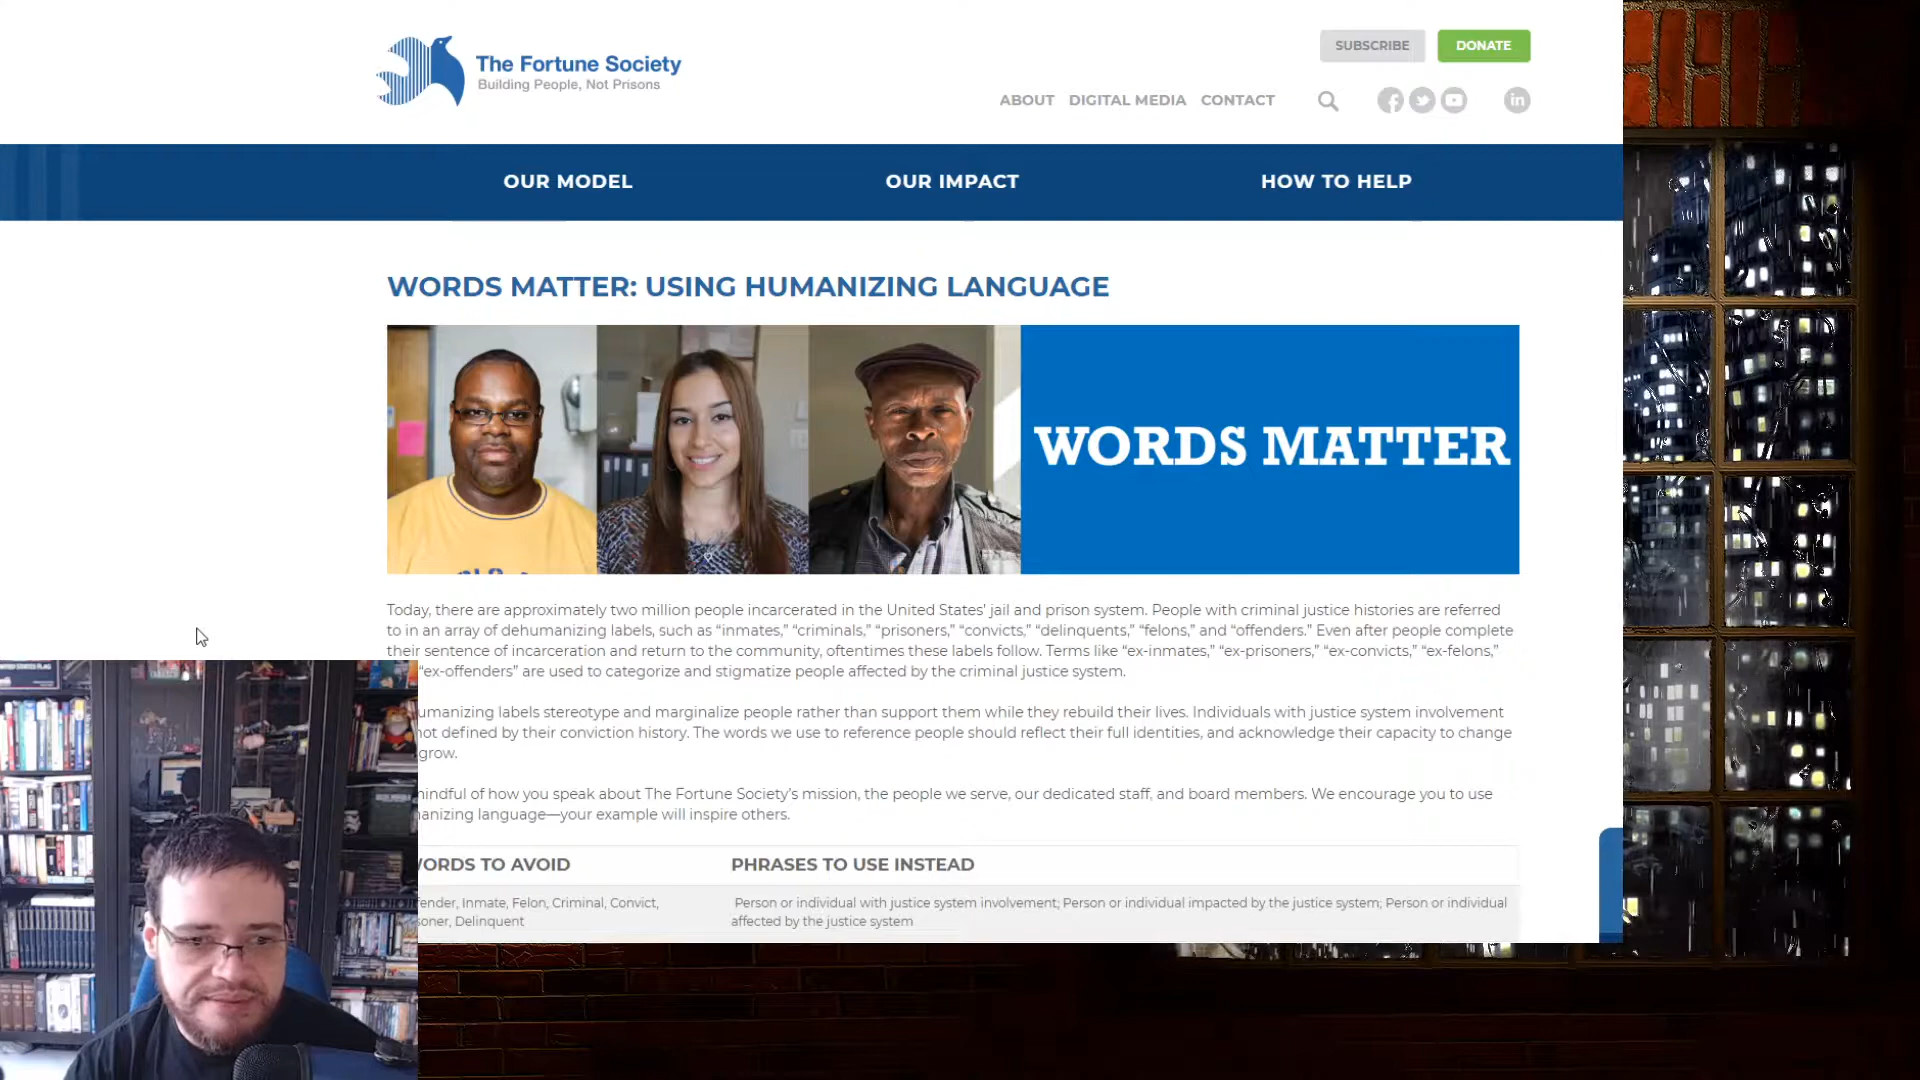 The Fortune Society
Building People, Not Prisons
SUBSCRIBE
DONATE
ABOUT DIGITAL MEDIA CONTACT
OUR MODEL
OUR IMPACT
HOW TO HELP
WORDS MATTER: USING HUMANIZING LANGUAGE
WORDS MATTER
Today, there are approximately two million people incarcerated in the United States' jail and prison system. People with criminal justice histories are referred
to in an array of dehumanizing labels, such as “inmates,” “criminals,” “prisoners,” “convicts,” “delinquents,” “felons,” and “offenders.” Even after people complete
their sentence of incarceration and return to the community, oftentimes these labels follow. Terms like “ex-inmates,” “ex-prisoners,” “ex-convicts,” “ex-felons,”
“ex-offenders” are used to categorize and stigmatize people affected by the criminal justice system.
umanizing labels stereotype and marginalize people rather than support them while they rebuild their lives. Individuals with justice system involvement
not defined by their conviction history. The words we use to reference people should reflect their full identities, and acknowledge their capacity to change
grow.
mindful of how you speak about The Fortune Society's mission, the people we serve, our dedicated staff, and board members. We encourage you to use
anizing language—your example will inspire others.
WORDS TO AVOID
PHRASES TO USE INSTEAD
fender, Inmate, Felon, Criminal, Convict,
soner, Delinquent
Person or individual with justice system involvement; Person or individual impacted by the justice system; Person or individual
affected by the justice system